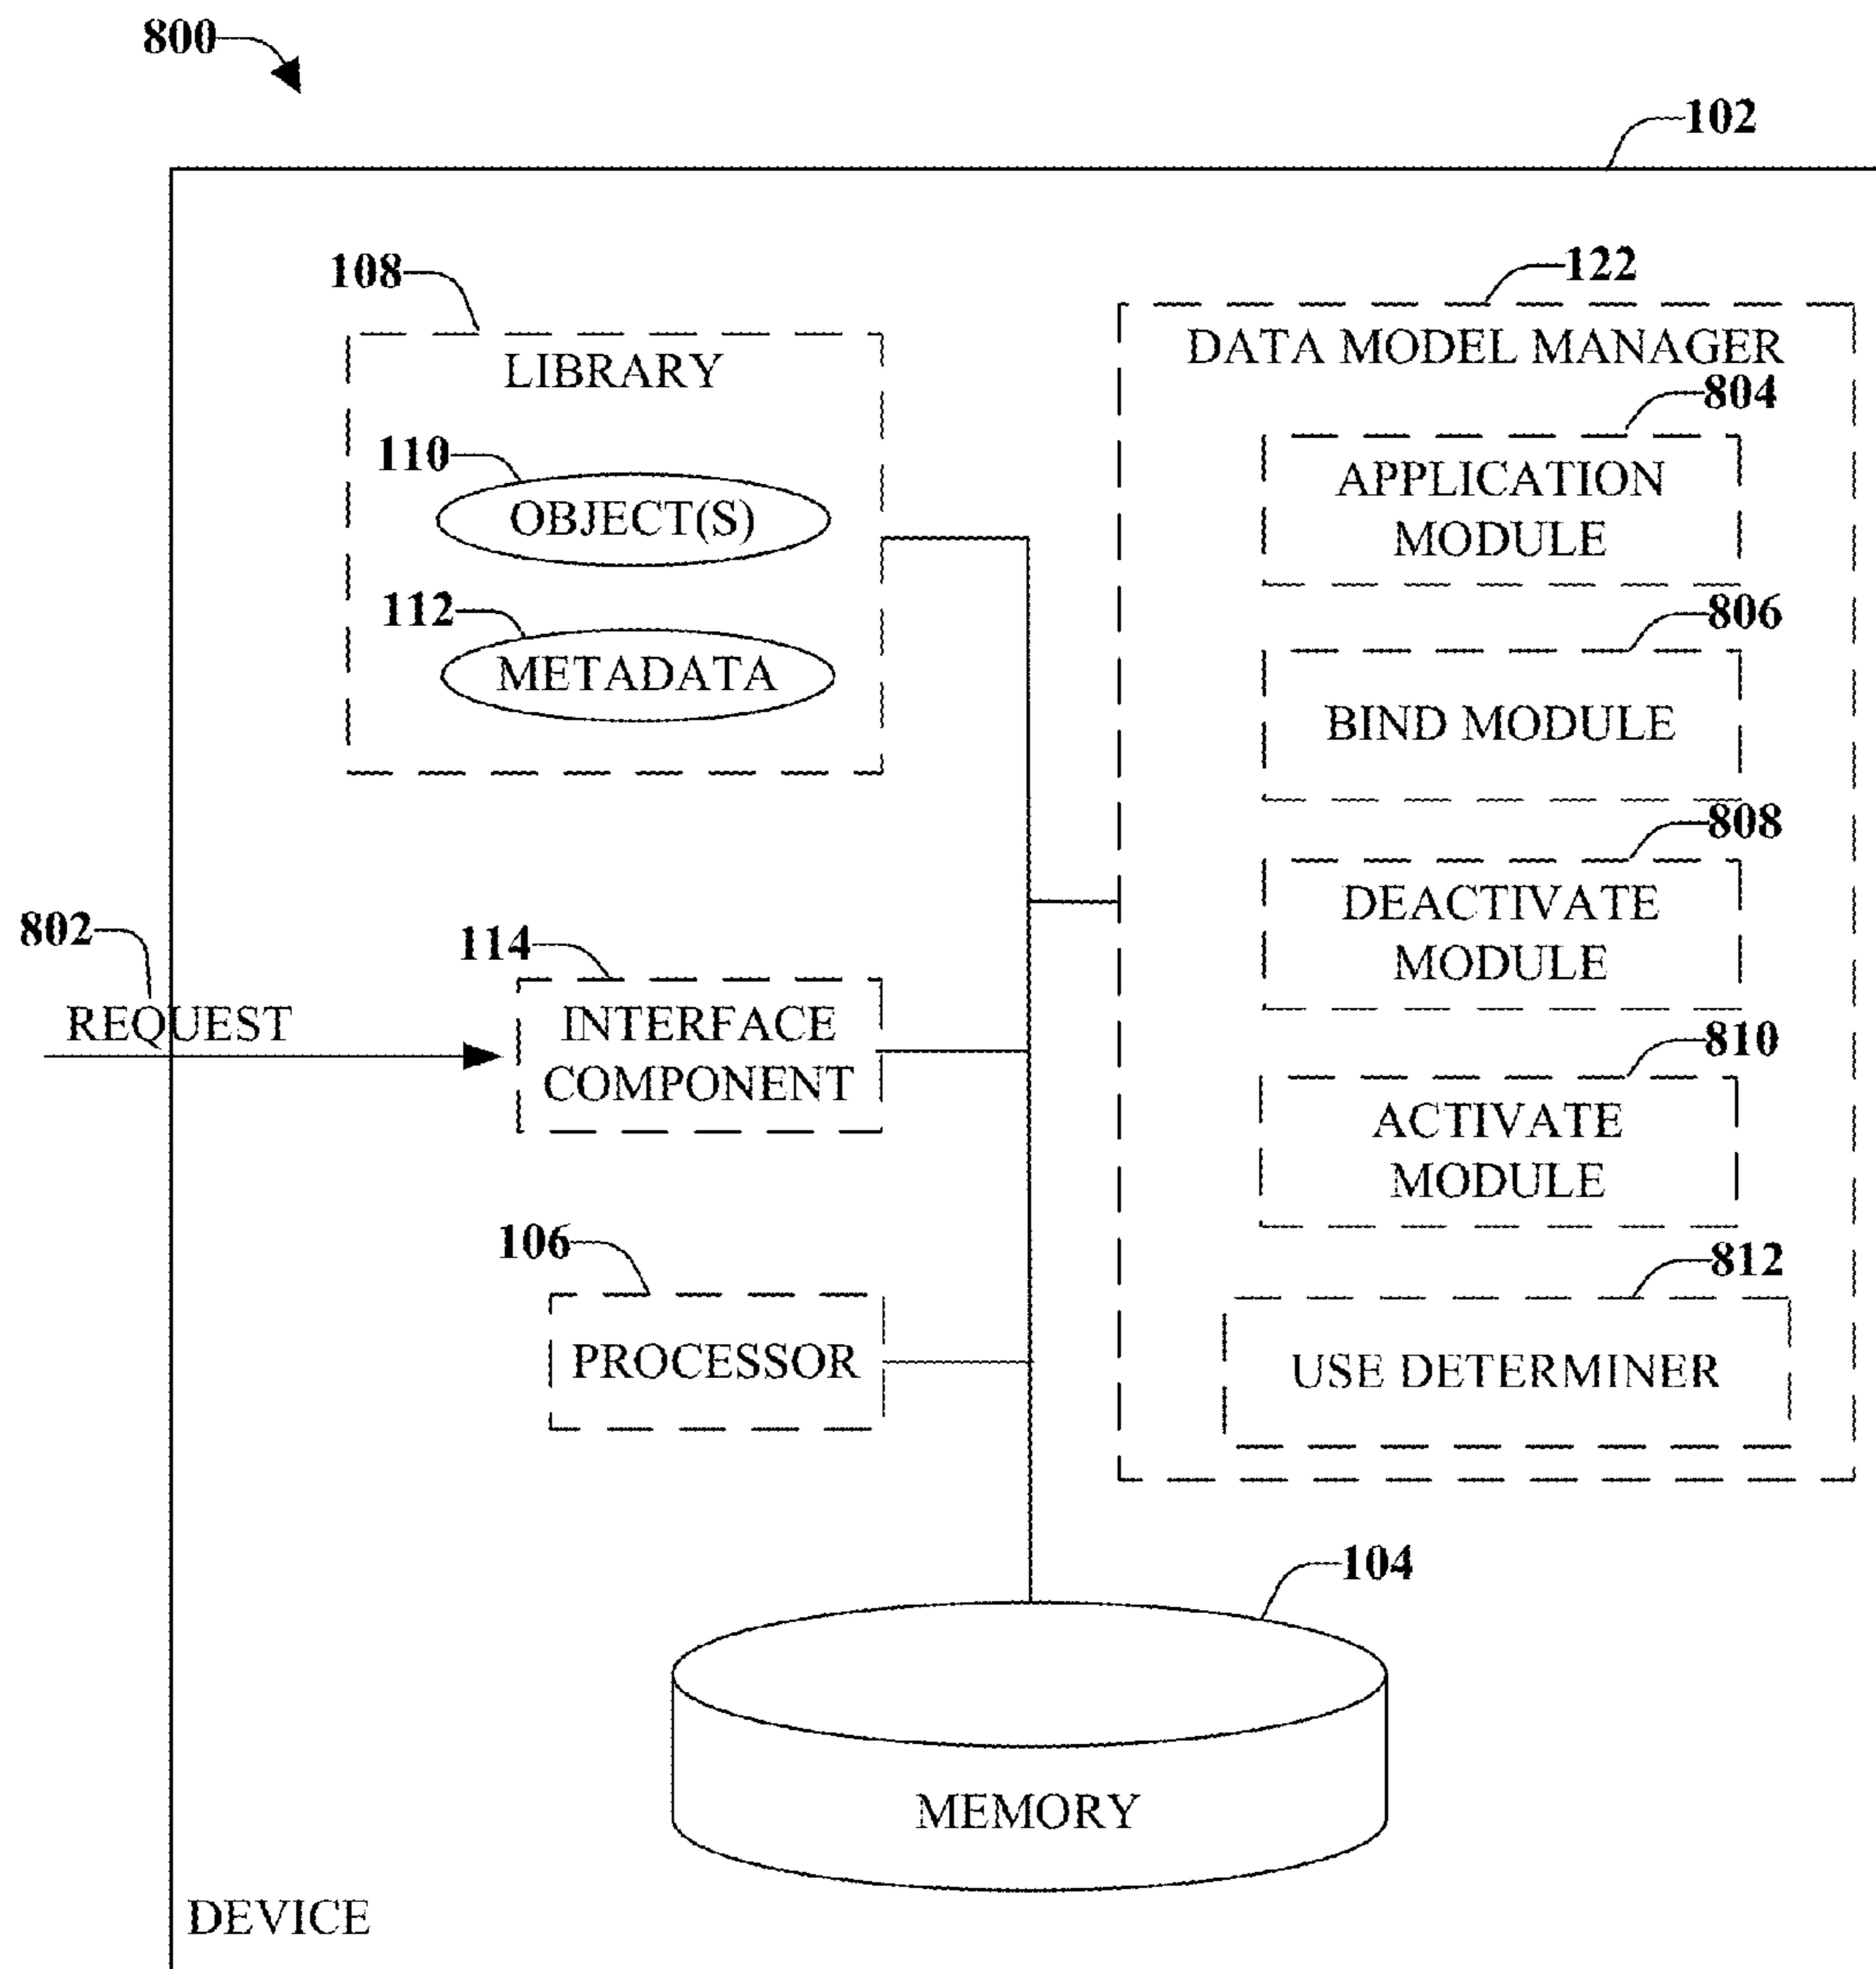 800
102
108
LIBRARY
110
OBJECT(S)
112
METADATA
122
DATA MODEL MANAGER
804
APPLICATION
MODULE
806
BIND MODULE
808
DEACTIVATE
MODULE
802
REQUEST
114
INTERFACE
COMPONENT
810
ACTIVATE
MODULE
106
PROCESSOR
812
USE DETERMINER
104
MEMORY
DEVICE